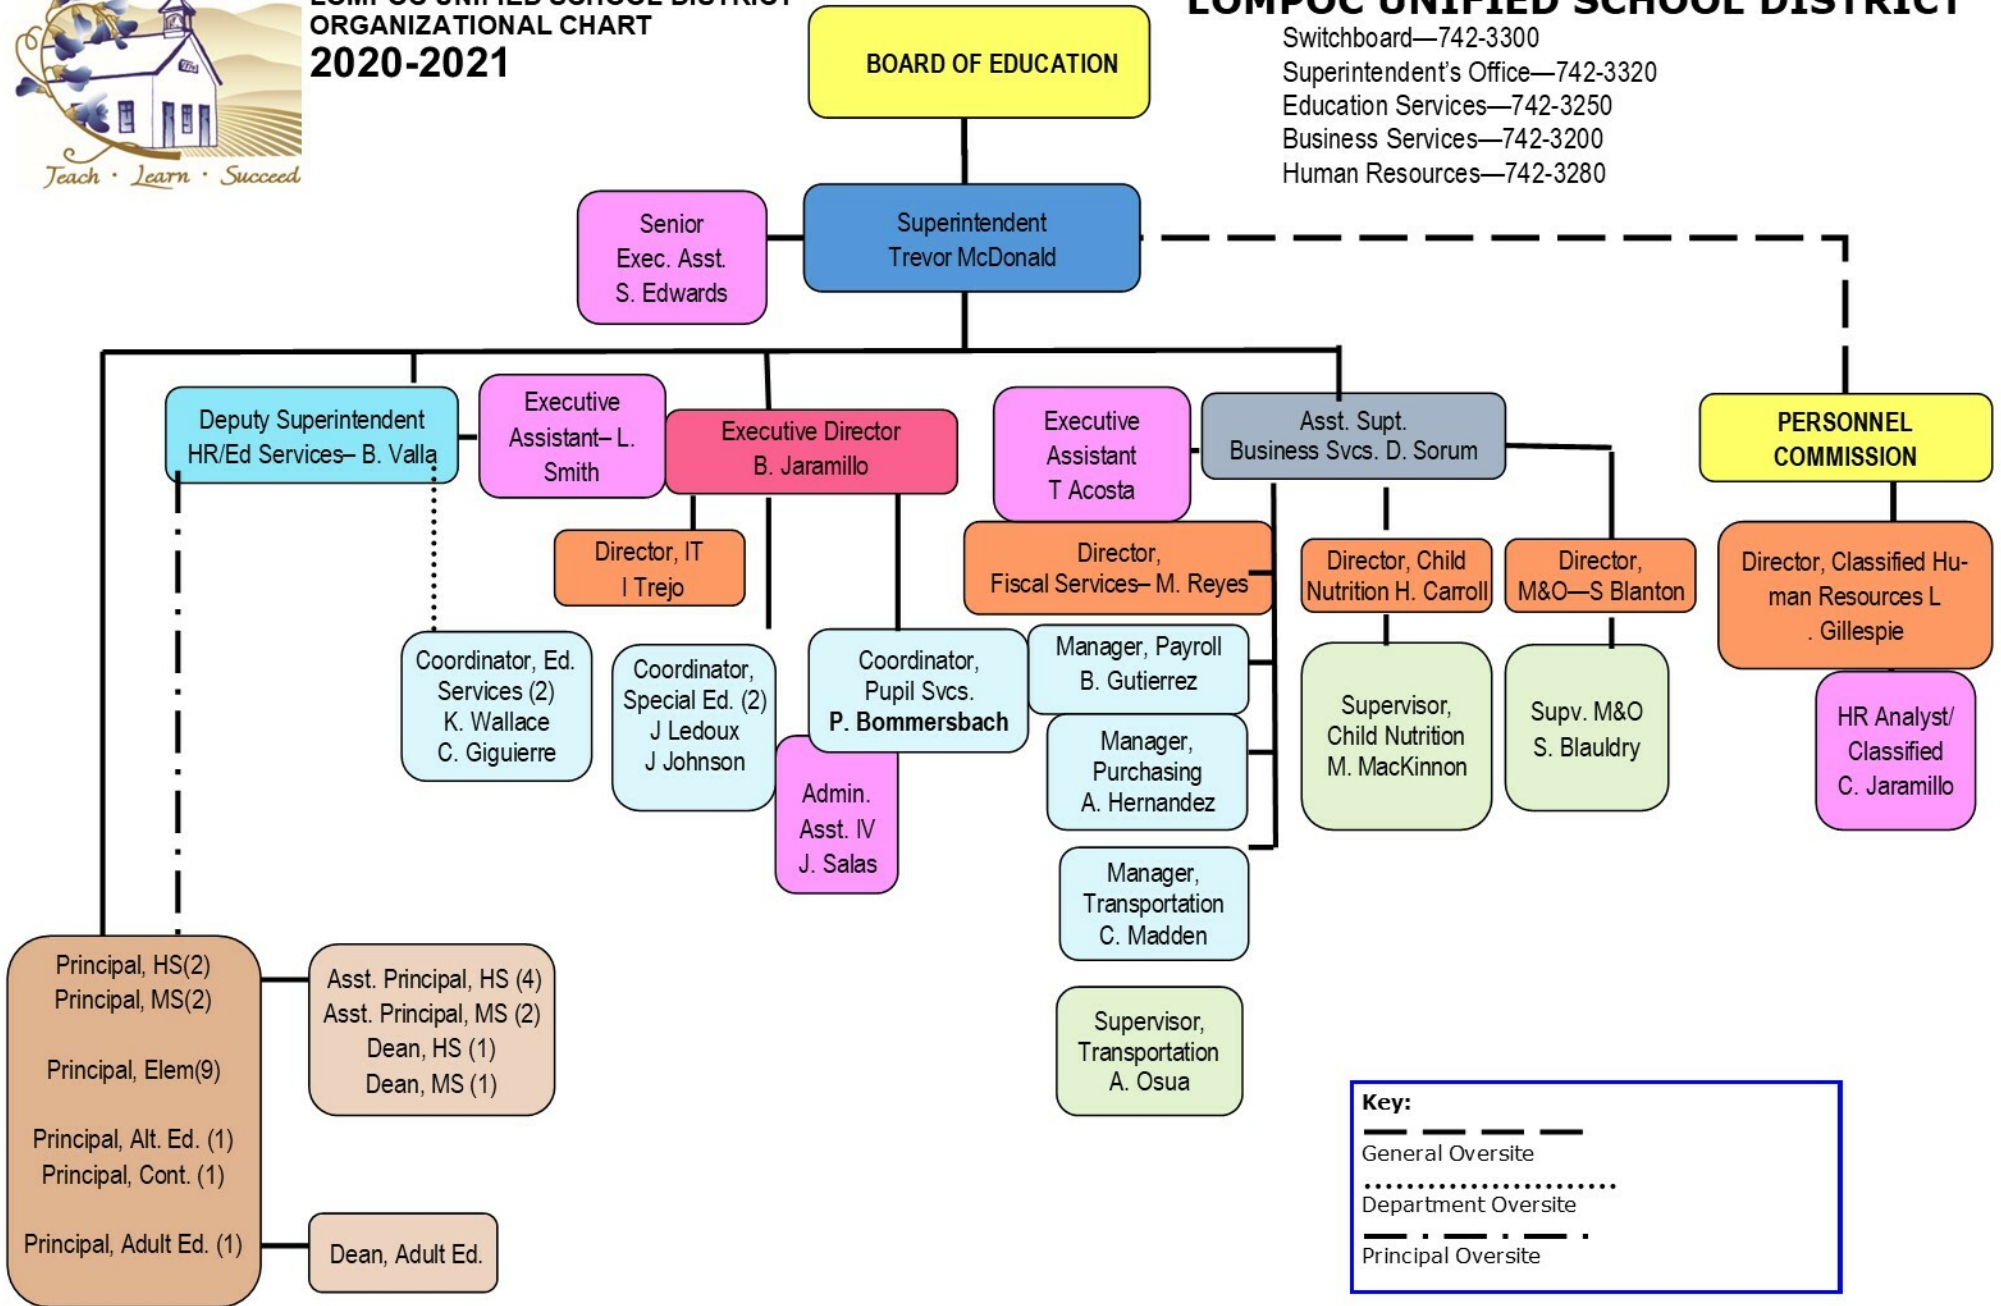 LOMPOC UNIFIED SCHOOL DISTRICT
ORGANIZATIONAL CHART
2020-2021
Teach · Learn · Succeed
LOMPOC UNIFIED SCHOOL DISTRICT
Switchboard—742-3300
Superintendent’s Office—742-3320
Education Services—742-3250
Business Services—742-3200
Human Resources—742-3280
BOARD OF EDUCATION
Senior
Exec. Asst.
S. Edwards
Superintendent
Trevor McDonald
Deputy Superintendent
HR/Ed Services– B. Valla
Executive
Assistant– L.
Smith
Executive Director
B. Jaramillo
Executive
Assistant
T Acosta
Asst. Supt.
Business Svcs. D. Sorum
PERSONNEL
COMMISSION
Director, IT
I Trejo
Director,
Fiscal Services– M. Reyes
Director, Child
Nutrition H. Carroll
Director,
M&O—S Blanton
Director, Classified Hu-
man Resources L
. Gillespie
Coordinator, Ed.
Services (2)
K. Wallace
C. Giguierre
Coordinator,
Special Ed. (2)
J Ledoux
J Johnson
Coordinator,
Pupil Svcs.
P. Bommersbach
Admin.
Asst. IV
J. Salas
Manager, Payroll
B. Gutierrez
Manager,
Purchasing
A. Hernandez
Manager,
Transportation
C. Madden
Supervisor,
Transportation
A. Osua
Supervisor,
Child Nutrition
M. MacKinnon
Supv. M&O
S. Blauldry
HR Analyst/
Classified
C. Jaramillo
Principal, HS(2)
Principal, MS(2)
Principal, Elem(9)
Principal, Alt. Ed. (1)
Principal, Cont. (1)
Principal, Adult Ed. (1)
Asst. Principal, HS (4)
Asst. Principal, MS (2)
Dean, HS (1)
Dean, MS (1)
Dean, Adult Ed.
Key:
General Oversite
Department Oversite
Principal Oversite